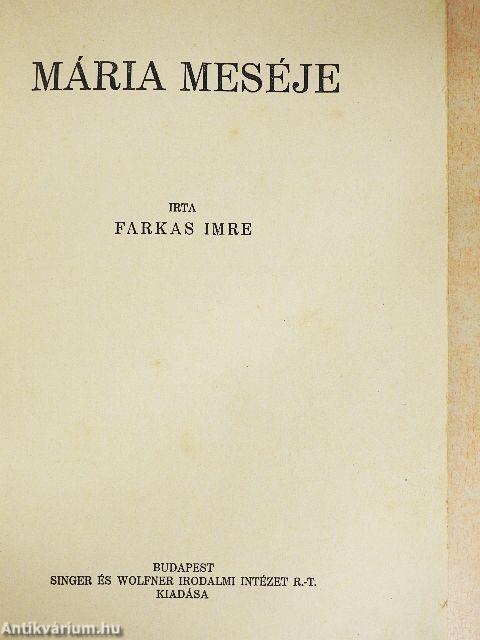 MÁRIA MESÉJE
IRTA
FARKAS IMRE
BUDAPEST
SINGER ÉS WOLFNER IRODALMI INTÉZET R.-T.
KIADÁSA
Antikvárium.hu